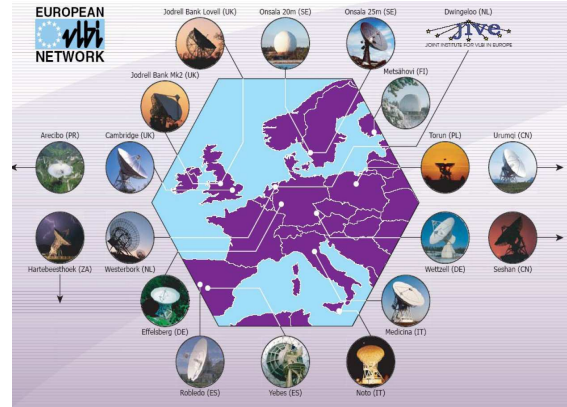 EUROPEAN
evlbi
NETWORK
Jodrell Bank Lovell (UK)
Onsala 20m (SE)
Onsala 25m (SE)
Dwingeloo (NL)
jive
JOINT INSTITUTE FOR VLBI IN EUROPE
Jodrell Bank Mk2 (UK)
Metsähovi (FI)
Arecibo (PR)
Cambridge (UK)
Torun (PL)
Urumqi (CN)
Hartebeesthoek (ZA)
Westerbork (NL)
Wettzell (DE)
Seshan (CN)
Effelsberg (DE)
Medicina (IT)
Robledo (ES)
Yebes (ES)
Noto (IT)